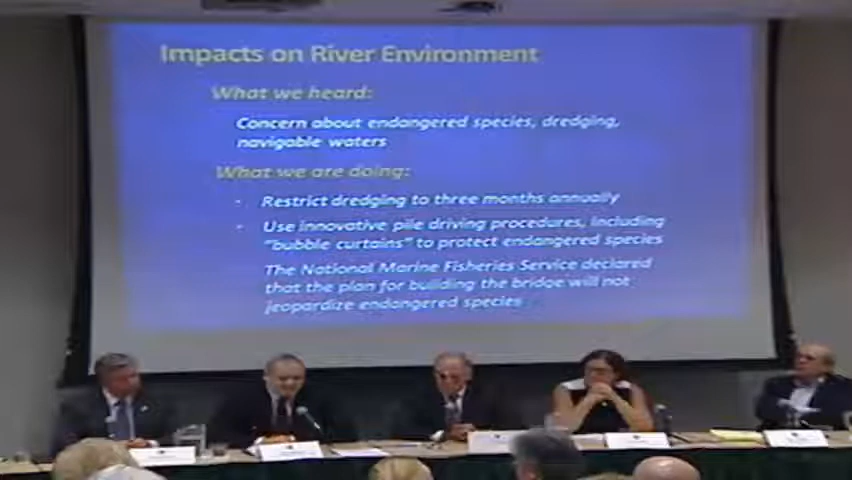 Impacts on River Environment
What we heard:
Concern about endangered species, dredging,
navigable waters
What we are doing:
· Restrict dredging to three months annually
· Use innovative pile driving procedures, including
"bubble curtains" to protect endangered species
The National Marine Fisheries Service declared
that the plan for building the bridge will not
jeopardize endangered species